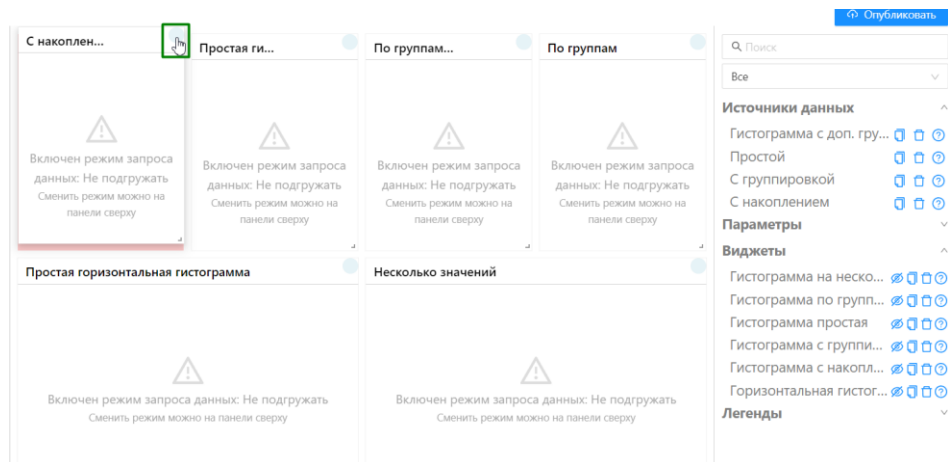 Опубликовать
С накоплен...
Простая ги...
По группам...
По группам
Включен режим запроса
данных: Не подгружать
Сменить режим можно на
панели сверху
Включен режим запроса
данных: Не подгружать
Сменить режим можно на
панели сверху
Включен режим запроса
данных: Не подгружать
Сменить режим можно на
панели сверху
Включен режим запроса
данных: Не подгружать
Сменить режим можно на
панели сверху
Простая горизонтальная гистограмма
Несколько значений
Включен режим запроса данных: Не подгружать
Сменить режим можно на панели сверху
Включен режим запроса данных: Не подгружать
Сменить режим можно на панели сверху
Поиск
Все
Источники данных
Гистограмма с доп. гру...
Простой
С группировкой
С накоплением
Параметры
Виджеты
Гистограмма на неско...
Гистограмма по групп...
Гистограмма простая
Гистограмма с группи...
Гистограмма с накопл...
Горизонтальная гистог...
Легенды